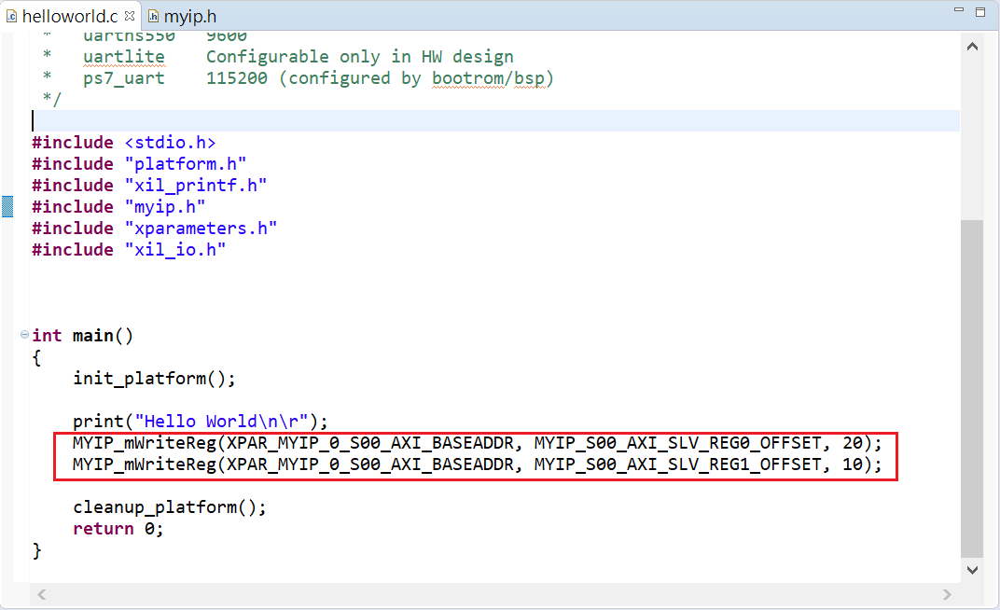 helloworld.c myip.h
* uartns550 9600
* uartlite Configurable only in HW design
* ps7_uart 115200 (configured by bootrom/bsp)
*/
#include <stdio.h>
#include "platform.h"
#include "xil_printf.h"
#include "myip.h"
#include "xparameters.h"
#include "xil_io.h"
int main()
{
init_platform();
print("Hello World\n\r");
MYIP_mWriteReg(XPAR_MYIP_0_S00_AXI_BASEADDR, MYIP_S00_AXI_SLV_REG0_OFFSET, 20);
MYIP_mWriteReg(XPAR_MYIP_0_S00_AXI_BASEADDR, MYIP_S00_AXI_SLV_REG1_OFFSET, 10);
cleanup_platform();
return 0;
}